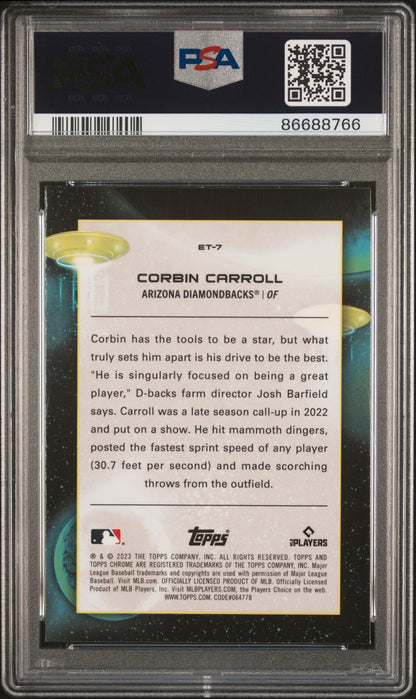 PSA
PSA
86688766
ET-7
CORBIN CARROLL
ARIZONA DIAMONDBACKS® | OF
Corbin has the tools to be a star, but what
truly sets him apart is his drive to be the best.
"He is singularly focused on being a great
player," D-backs farm director Josh Barfield
says. Carroll was a late season call-up in 2022
and put on a show. He hit mammoth dingers,
posted the fastest sprint speed of any player
(30.7 feet per second) and made scorching
throws from the outfield.
Topps
MLB PLAYERS
® & © 2023 THE TOPPS COMPANY, INC. ALL RIGHTS RESERVED. TOPPS AND
TOPPS CHROME ARE REGISTERED TRADEMARKS OF THE TOPPS COMPANY, INC. Major
League Baseball trademarks and copyrights are used with permission of Major League
Baseball. Visit MLB.com. OFFICIALLY LICENSED PRODUCT OF MLB. Officially Licensed
Product of MLB Players, Inc. Visit MLBPLAYERS.COM, the Players Choice on the web.
WWW.TOPPS.COM. CODE#064778
PSA